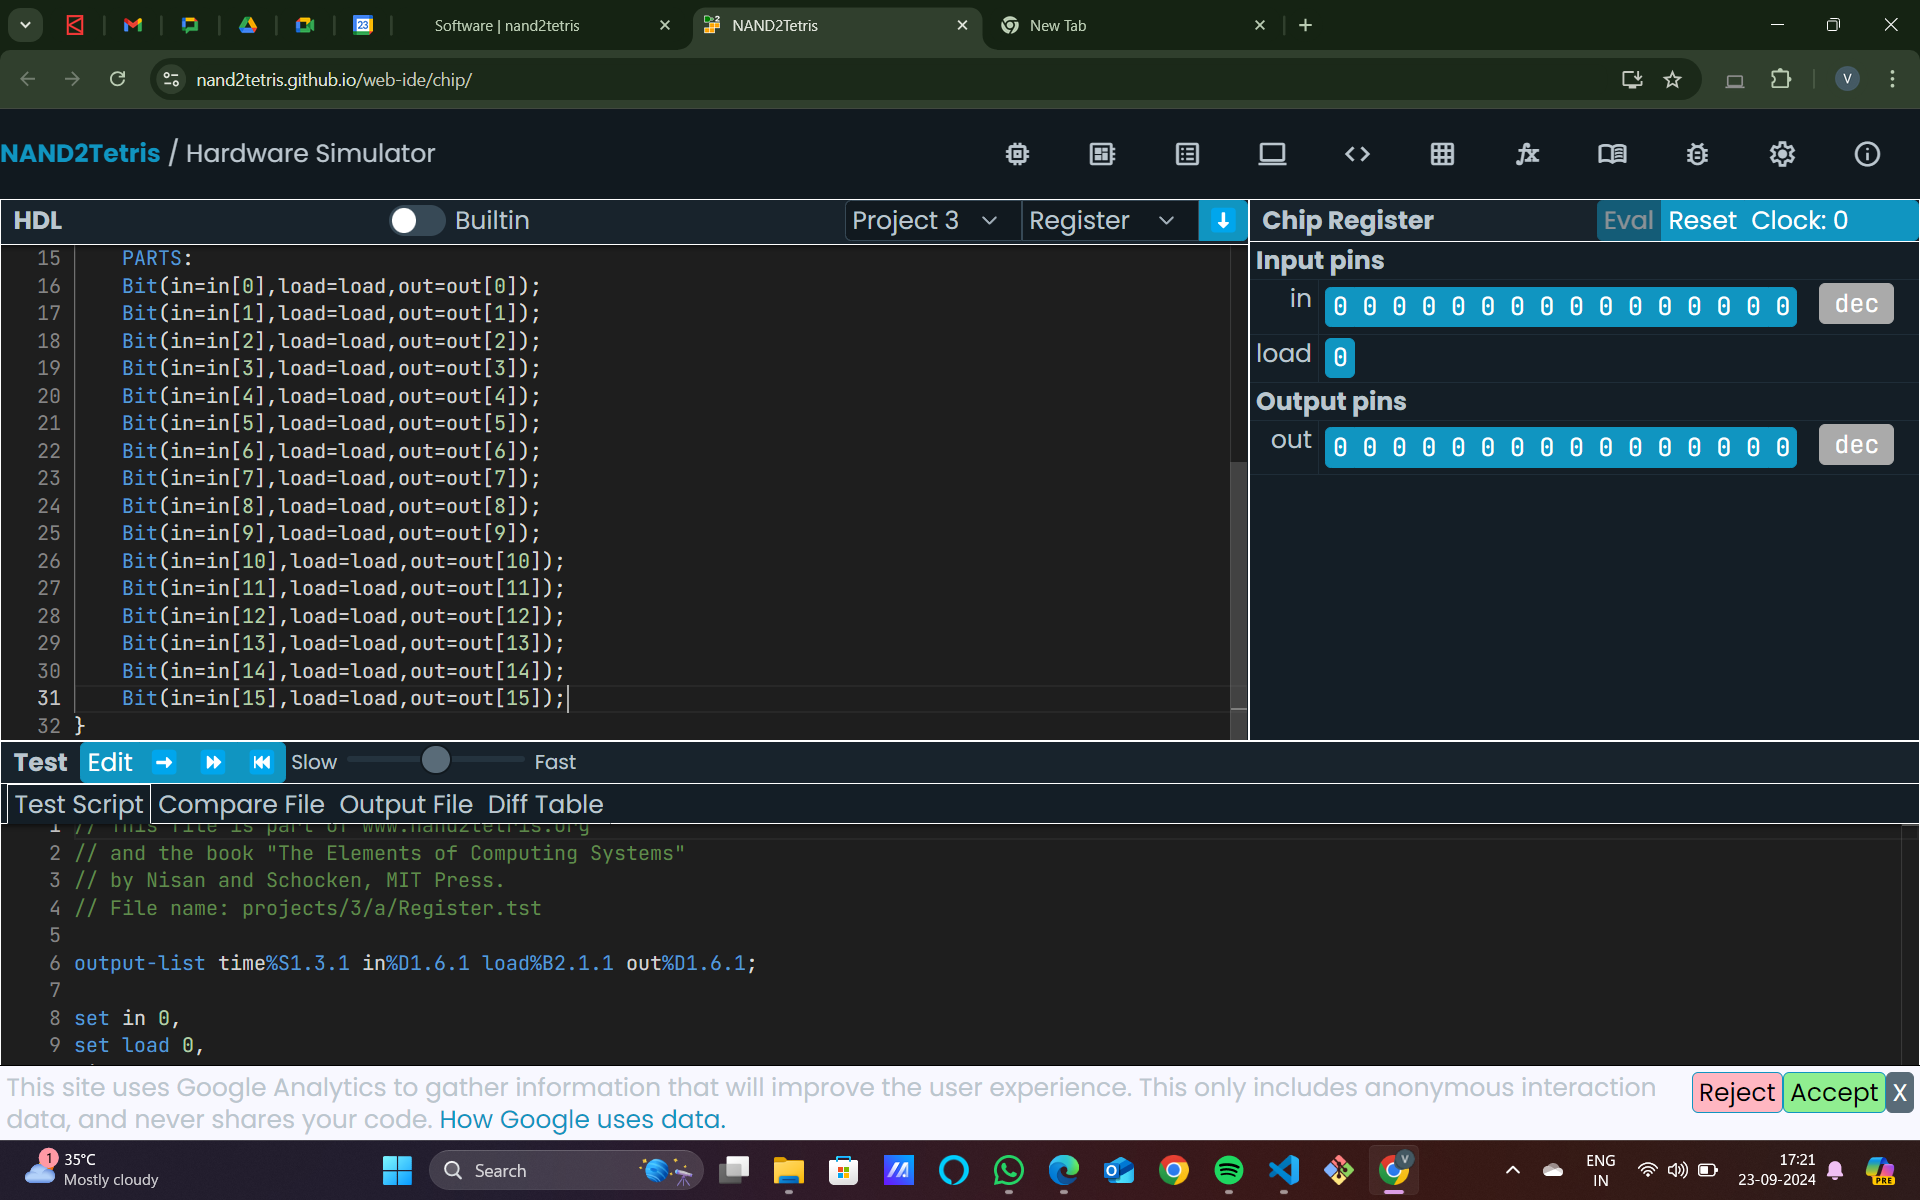 23
Software | nand2tetris
NAND2Tetris
New Tab
nand2tetris.github.io/web-ide/chip/
V
NAND2Tetris / Hardware Simulator
HDL
Builtin
Project 3
Register
Chip Register
Eval
Reset
Clock: 0
15 PARTS:
16 Bit(in=in[0],load=load,out=out[0]);
17 Bit(in=in[1],load=load,out=out[1]);
18 Bit(in=in[2],load=load,out=out[2]);
19 Bit(in=in[3],load=load,out=out[3]);
20 Bit(in=in[4],load=load,out=out[4]);
21 Bit(in=in[5],load=load,out=out[5]);
22 Bit(in=in[6],load=load,out=out[6]);
23 Bit(in=in[7],load=load,out=out[7]);
24 Bit(in=in[8],load=load,out=out[8]);
25 Bit(in=in[9],load=load,out=out[9]);
26 Bit(in=in[10],load=load,out=out[10]);
27 Bit(in=in[11],load=load,out=out[11]);
28 Bit(in=in[12],load=load,out=out[12]);
29 Bit(in=in[13],load=load,out=out[13]);
30 Bit(in=in[14],load=load,out=out[14]);
31 Bit(in=in[15],load=load,out=out[15]);
32 }
Input pins
in 0 0 0 0 0 0 0 0 0 0 0 0 0 0 0 0 dec
load 0
Output pins
out 0 0 0 0 0 0 0 0 0 0 0 0 0 0 0 0 dec
Test Edit Slow Fast
Test Script Compare File Output File Diff Table
1 // This file is part of www.nand2tetris.org
2 // and the book "The Elements of Computing Systems"
3 // by Nisan and Schocken, MIT Press.
4 // File name: projects/3/a/Register.tst
5
6 output-list time%S1.3.1 in%D1.6.1 load%B2.1.1 out%D1.6.1;
7
8 set in 0,
9 set load 0,
This site uses Google Analytics to gather information that will improve the user experience. This only includes anonymous interaction
data, and never shares your code. How Google uses data.
Reject
Accept
X
1
35°C
Mostly cloudy
Search
V
ENG
IN
17:21
23-09-2024
PRE